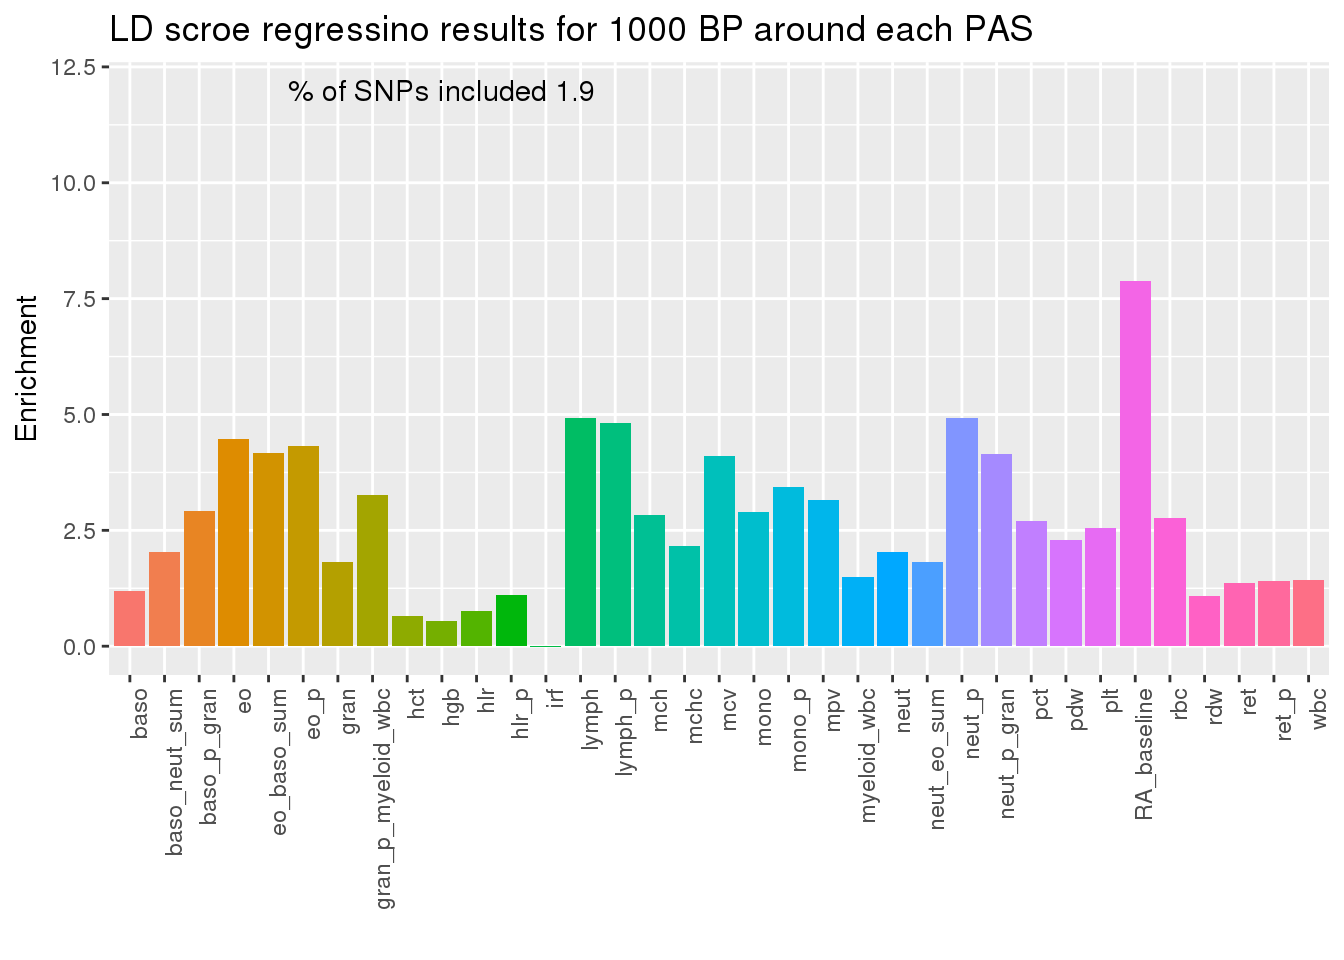 LD scroe regressino results for 1000 BP around each PAS
% of SNPs included 1.9
Enrichment
12.5
10.0
7.5
5.0
2.5
0.0
baso
baso_neut_sum
baso_p_gran
eo
eo_baso_sum
eo_p
gran
gran_p_myeloid_wbc
hct
hgb
hlr
hlr_p
irf
lymph
lymph_p
mch
mchc
mcv
mono
mono_p
mpv
myeloid_wbc
neut
neut_eo_sum
neut_p
neut_p_gran
pct
pdw
plt
RA_baseline
rbc
rdw
ret
ret_p
wbc